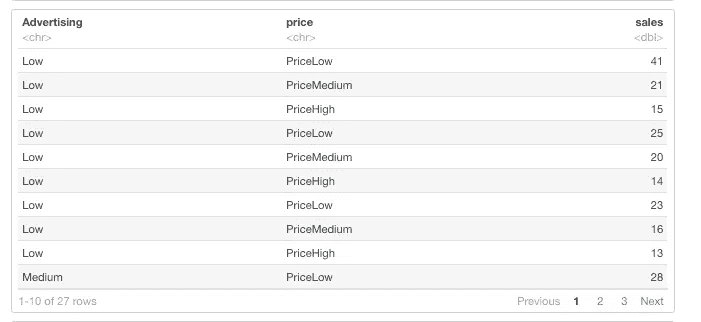 Advertising price sales
<chr> <chr> <dbl>
Low PriceLow 41
Low PriceMedium 21
Low PriceHigh 15
Low PriceLow 25
Low PriceMedium 20
Low PriceHigh 14
Low PriceLow 23
Low PriceMedium 16
Low PriceHigh 13
Medium PriceLow 28
1-10 of 27 rows Previous 1 2 3 Next